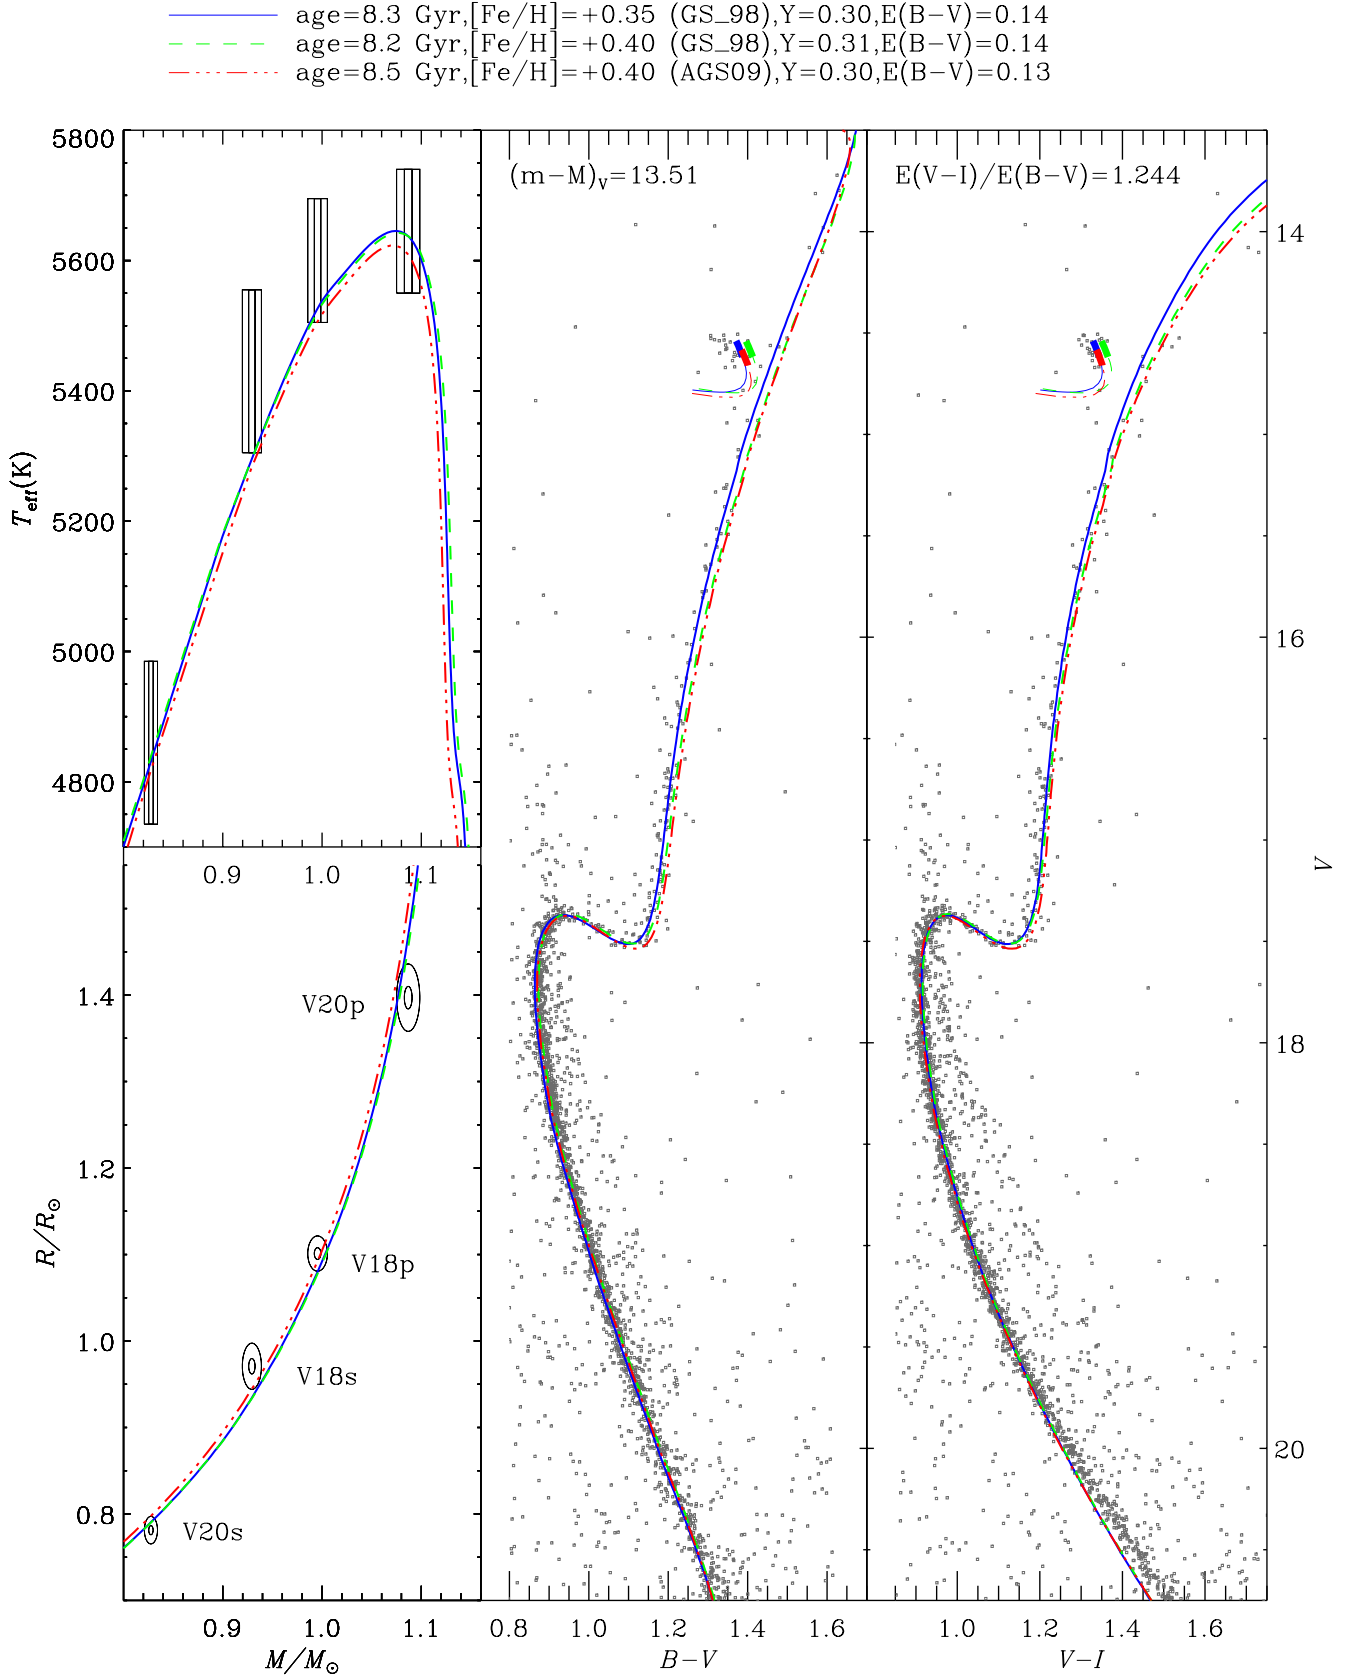 age=8.3 Gyr,[Fe/H]=+0.35 (GS_98),Y=0.30,E(B−V)=0.14
age=8.2 Gyr,[Fe/H]=+0.40 (GS_98),Y=0.31,E(B−V)=0.14
age=8.5 Gyr,[Fe/H]=+0.40 (AGS09),Y=0.30,E(B−V)=0.13
(m−M)V=13.51
E(V−I)/E(B−V)=1.244
5800
5600
5400
5200
5000
4800
Teff(K)
0.9 1.0 1.1
V20p
V18p
V18s
V20s
1.4
1.2
1.0
0.8
R/R⊙
0.9 1.0 1.1
M/M⊙
0.8 1.0 1.2 1.4 1.6
B−V
1.0 1.2 1.4 1.6
V−I
14
16
18
20
V